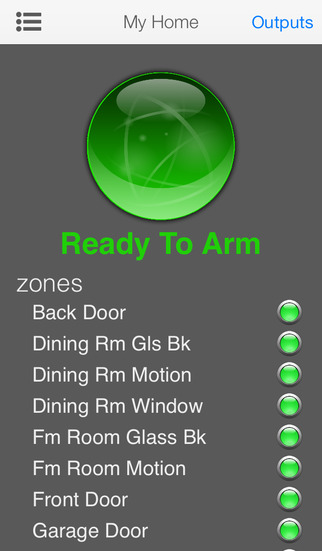 My Home Outputs
Ready To Arm
zones
Back Door
Dining Rm Gls Bk
Dining Rm Motion
Dining Rm Window
Fm Room Glass Bk
Fm Room Motion
Front Door
Garage Door